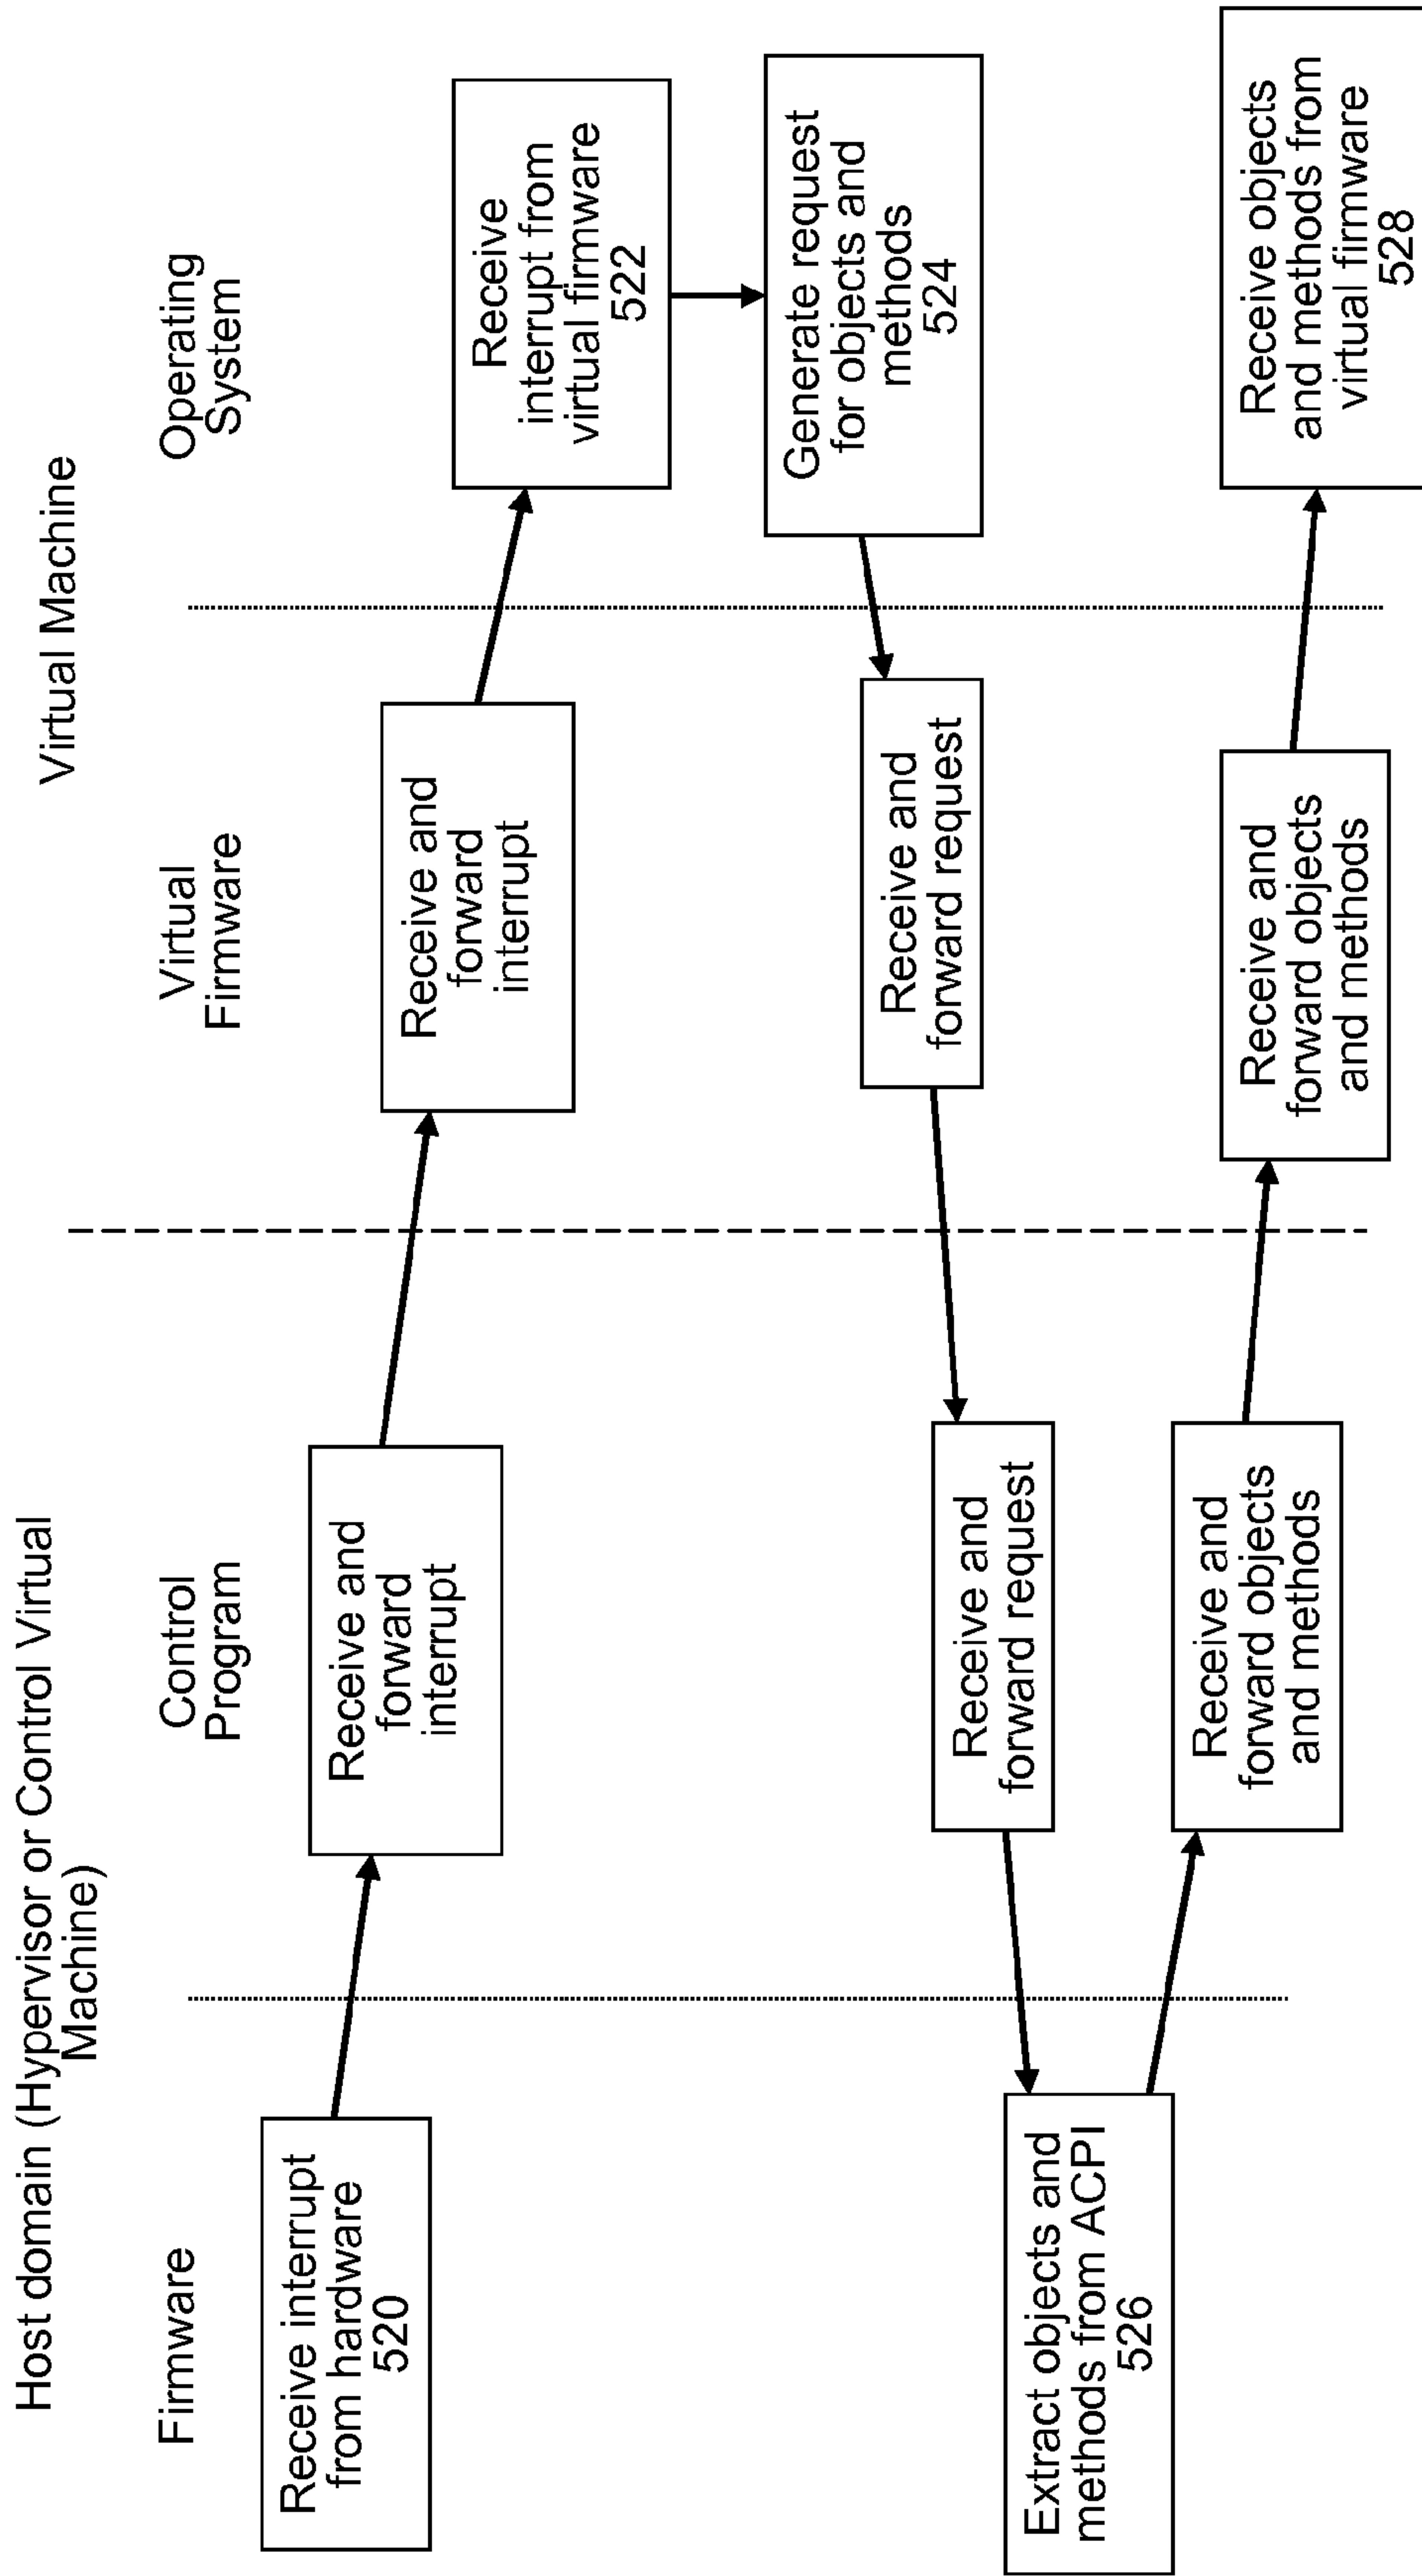 Host domain (Hypervisor or Control Virtual
Machine)
Virtual Machine
Firmware
Control
Program
Virtual
Firmware
Operating
System
Receive interrupt
from hardware
520
Receive and
forward
interrupt
Receive and
forward
interrupt
Receive
interrupt from
virtual firmware
522
Generate request
for objects and
methods
524
Receive and
forward request
Receive and
forward request
Extract objects and
methods from ACPI
526
Receive and
forward objects
and methods
Receive and
forward objects
and methods
Receive objects
and methods from
virtual firmware
528